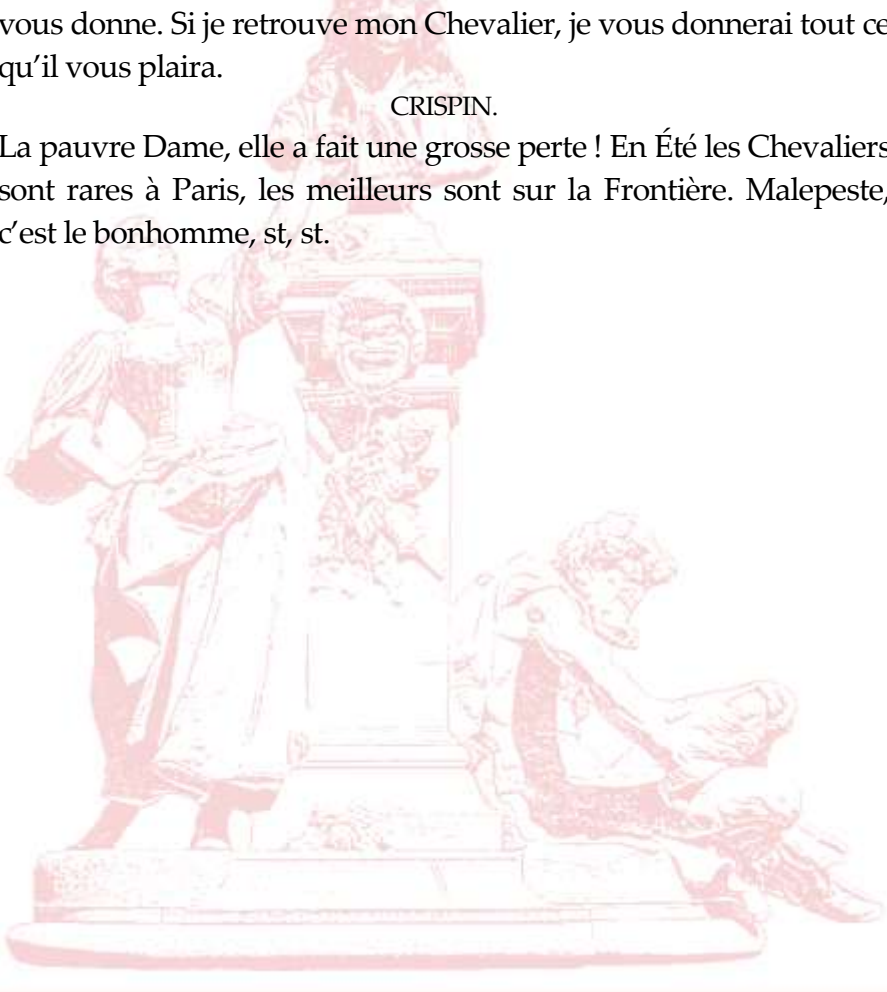 vous donne. Si je retrouve mon Chevalier, je vous donnerai tout ce
qu’il vous plaira.
CRISPIN.
La pauvre Dame, elle a fait une grosse perte ! En Été les Chevaliers
sont rares à Paris, les meilleurs sont sur la Frontière. Malepeste,
c’est le bonhomme, st, st.